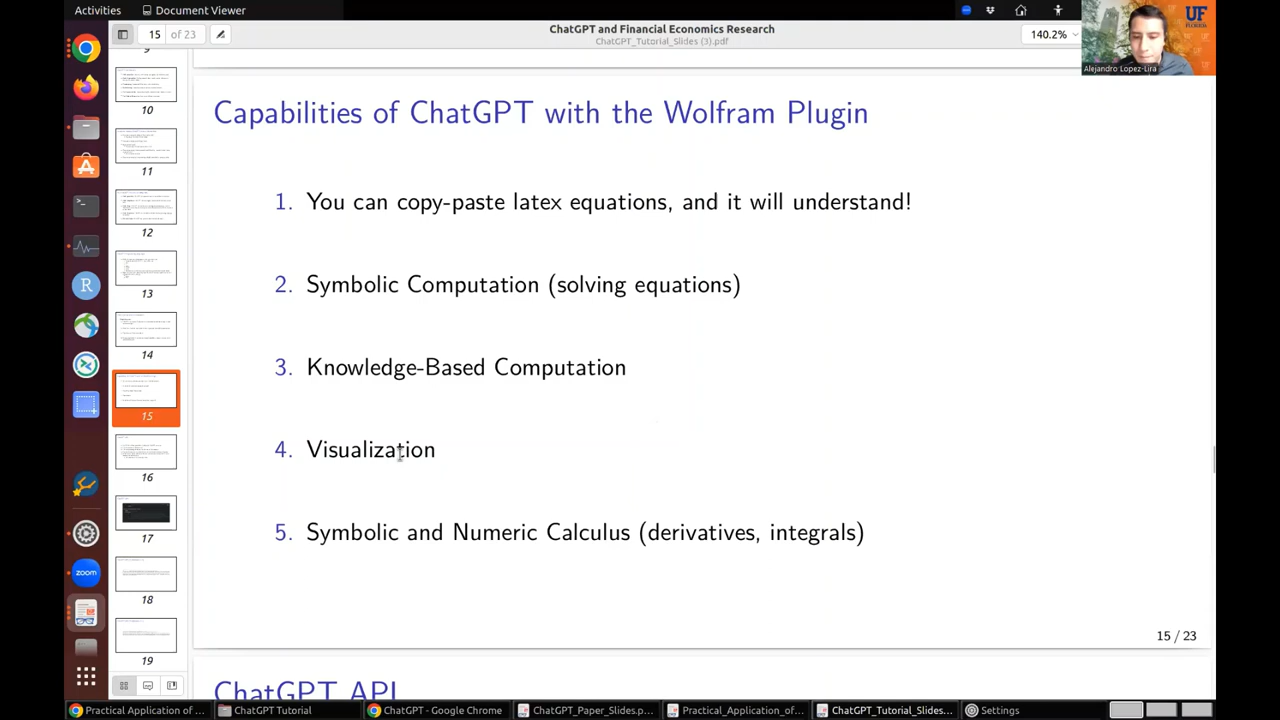 Activities
Document Viewer
15
of 23
ChatGPT and Financial Economics Research
ChatGPT_Tutorial_Slides (3).pdf
140.2%
UF
FLORIDA
Alejandro Lopez-Lira
9
10
11
12
13
14
15
16
17
18
19
zoom
Capabilities of ChatGPT with the Wolfram Plugin
1. You can copy-paste latex equations, and it will understand!
2. Symbolic Computation (solving equations)
3. Knowledge-Based Computation
4. Visualization
5. Symbolic and Numeric Calculus (derivatives, integrals)
15 / 23
ChatGPT API
Practical Application of ...
ChatGPT Tutorial
ChatGPT - Google Chrome
ChatGPT_Paper_Slides.p...
Practical_Application_of...
ChatGPT_Tutorial_Slides...
Settings